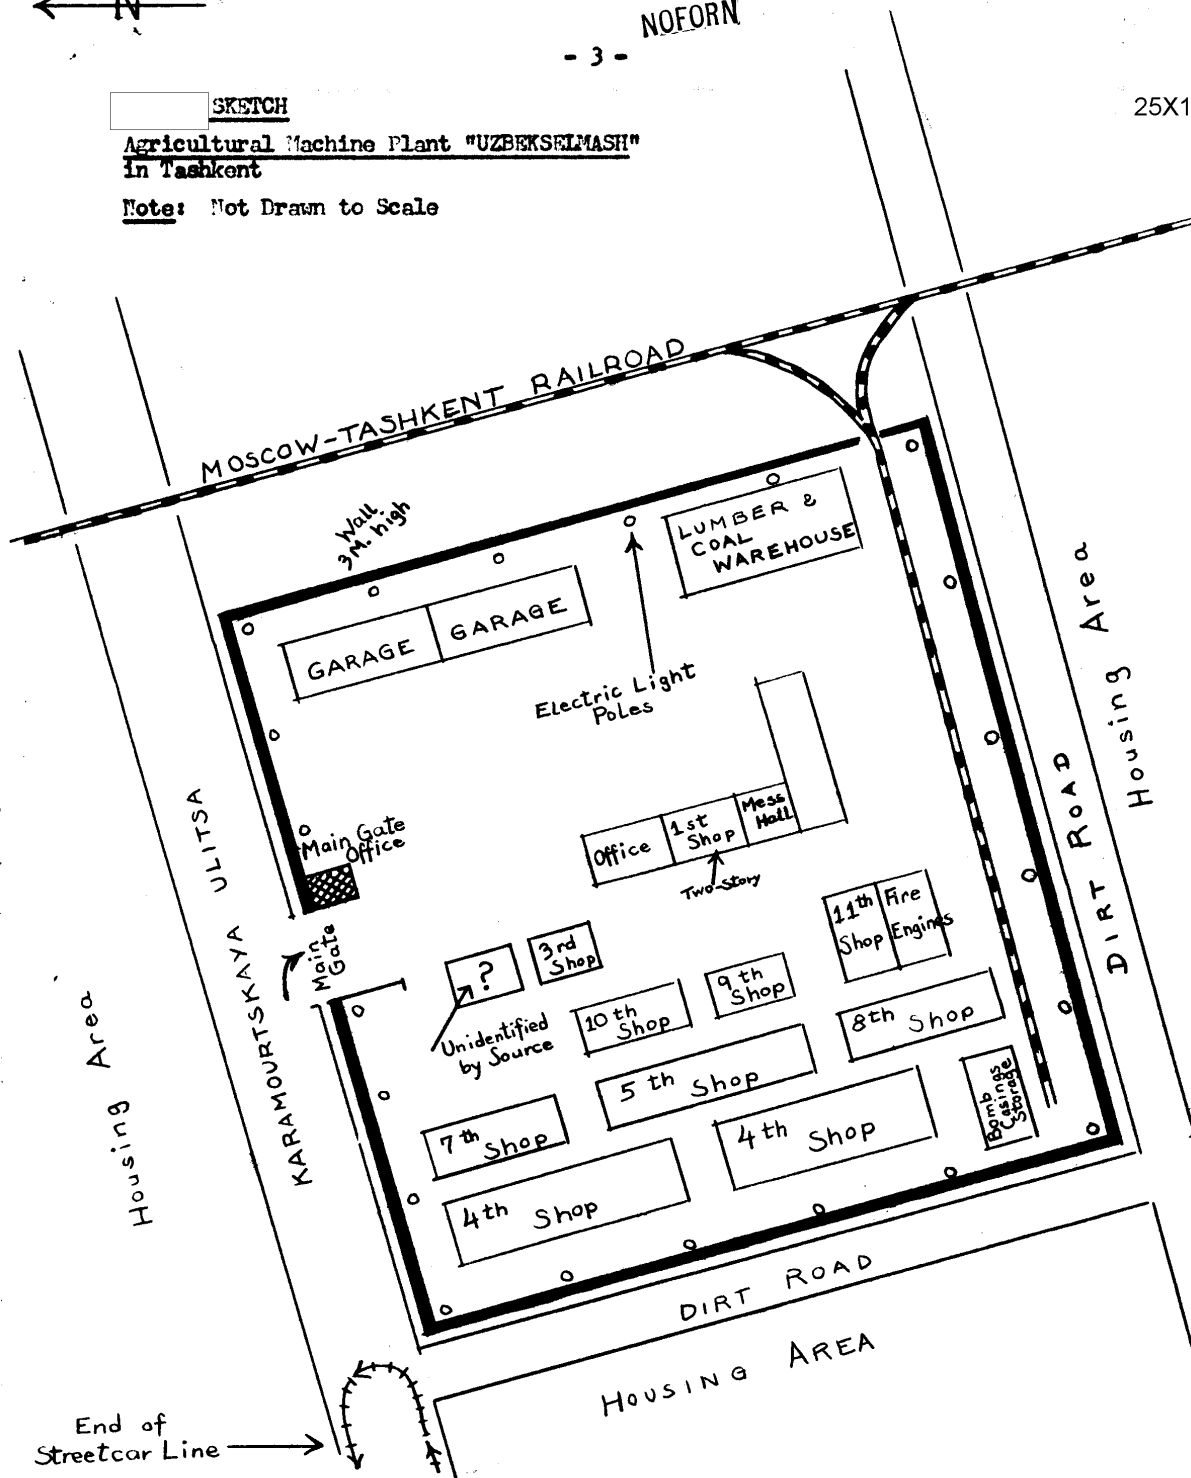 N
NOFORN
- 3 -
25X1
SKETCH
Agricultural Machine Plant "UZBEKSELMASH"
in Tashkent
Note: Not Drawn to Scale
MOSCOW-TASHKENT RAILROAD
Wall.
3 M. high
LUMBER &
COAL
WAREHOUSE
GARAGE
GARAGE
Electric Light
Poles
Housing Area
DIRT ROAD
KARAMOURTSKAYA ULITSA
Housing Area
Main Gate
Office
Main
Gate
Office
1st
Shop
Mess
Hall
Two-Story
11th
Shop
Fire
Engines
?
3rd
Shop
Unidentified
by Source
10th
Shop
9th
Shop
8th Shop
5th Shop
7th Shop
4th Shop
4th Shop
Bomb
Casings
Storage
DIRT ROAD
HOUSING AREA
End of
Streetcar Line